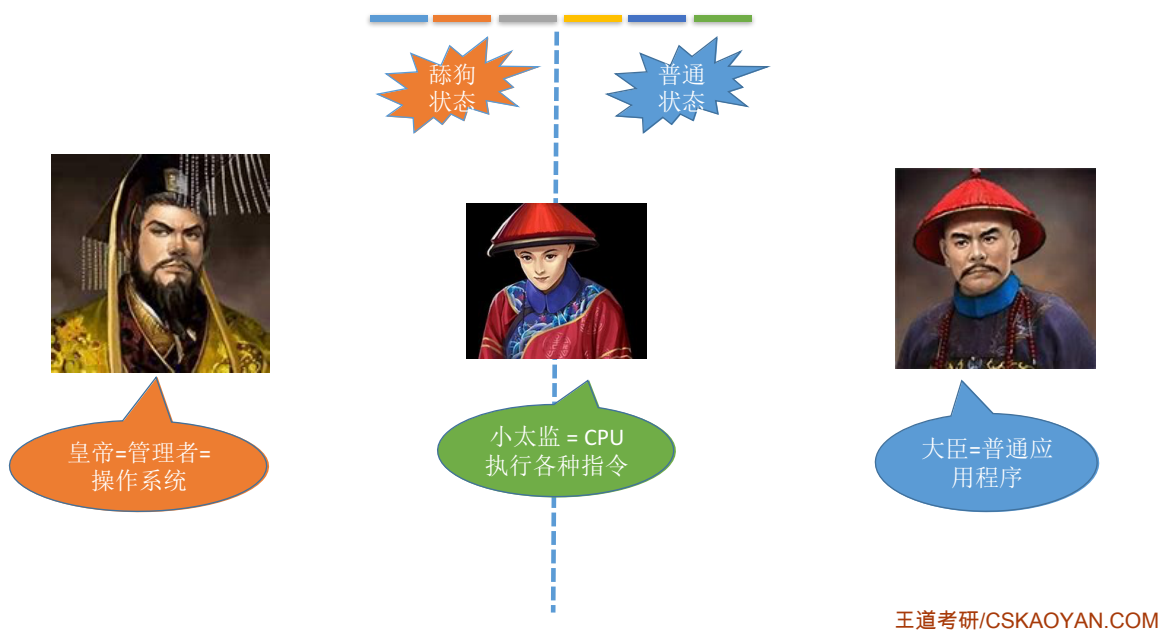 舔狗
状态
普通
状态
皇帝=管理者=
操作系统
小太监 = CPU
执行各种指令
大臣=普通应
用程序
王道考研/CSKAOYAN.COM